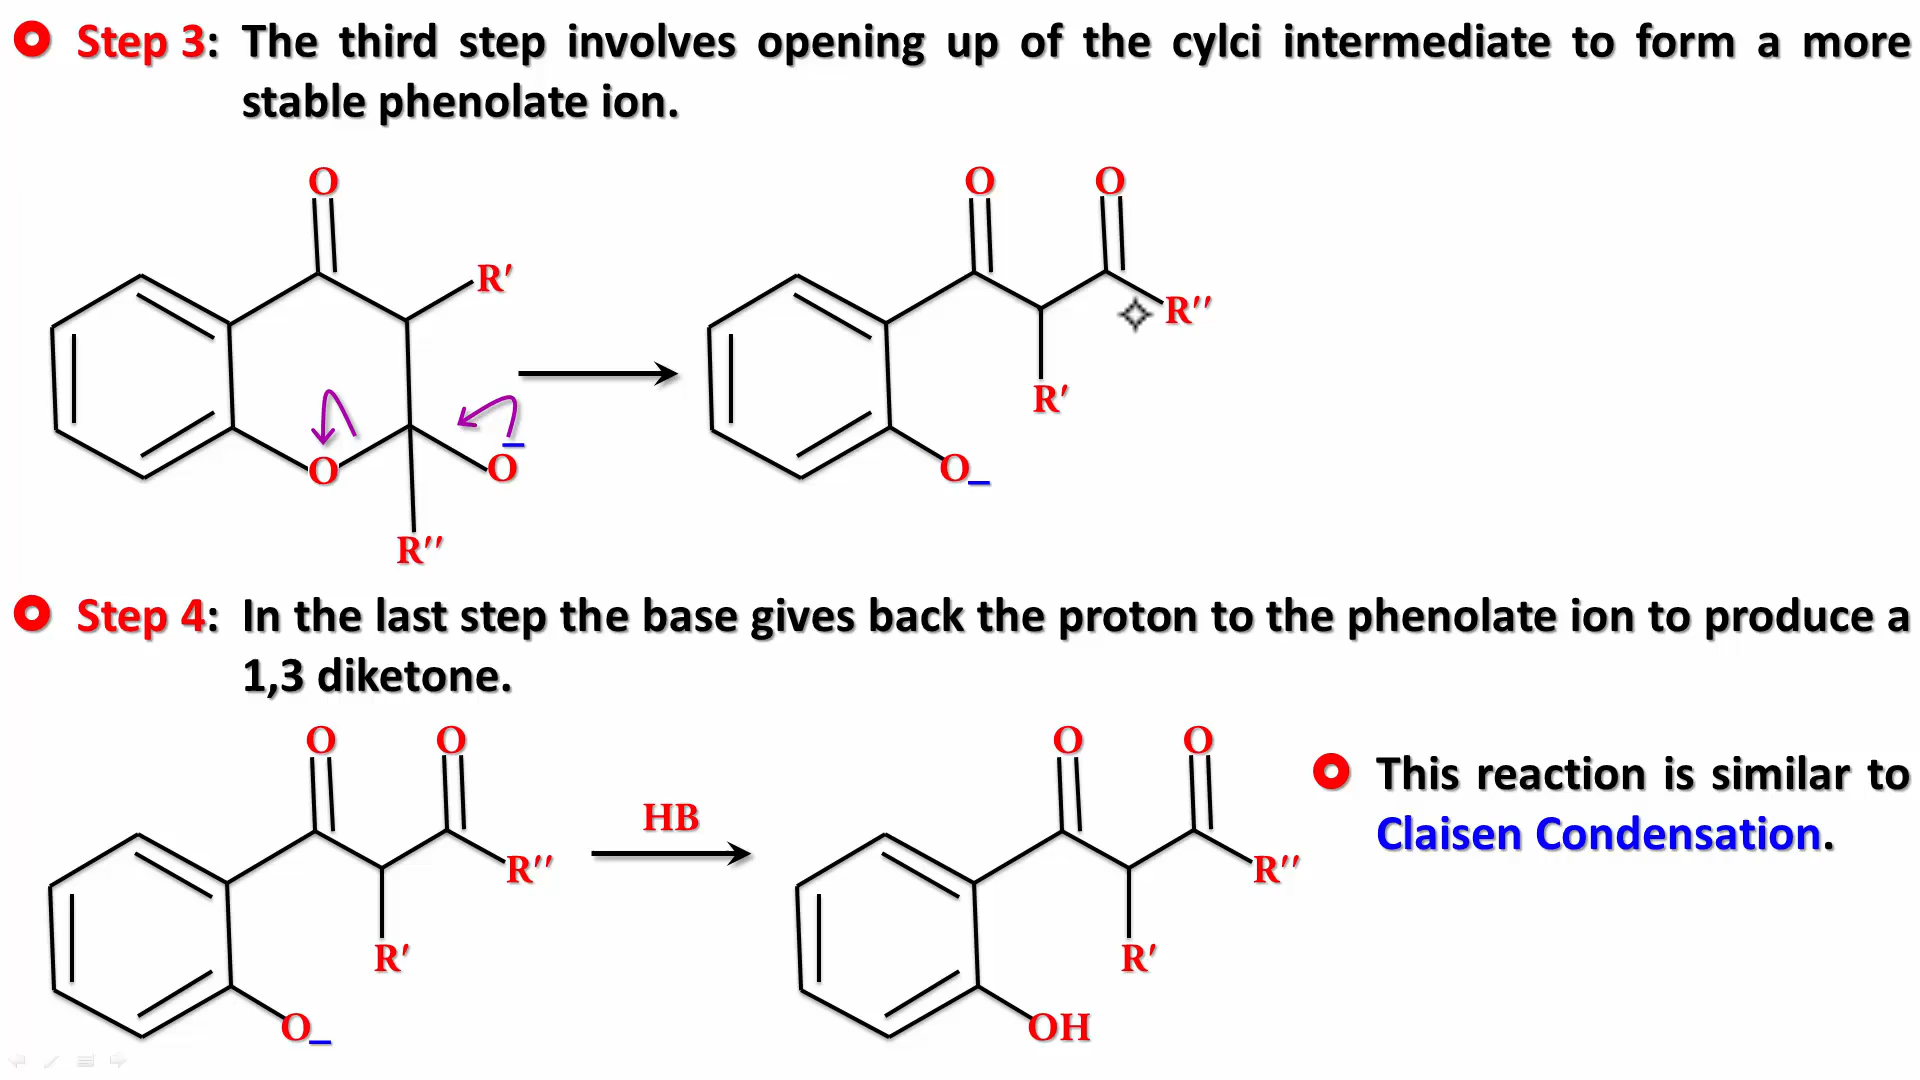 Step 3: The third step involves opening up of the cylci intermediate to form a more
stable phenolate ion.
O
R′
O
O
–
R′′
O
O
R′′
R′
O–
Step 4: In the last step the base gives back the proton to the phenolate ion to produce a
1,3 diketone.
O
O
R′′
R′
O–
HB
O
O
R′′
R′
OH
This reaction is similar to
Claisen Condensation.